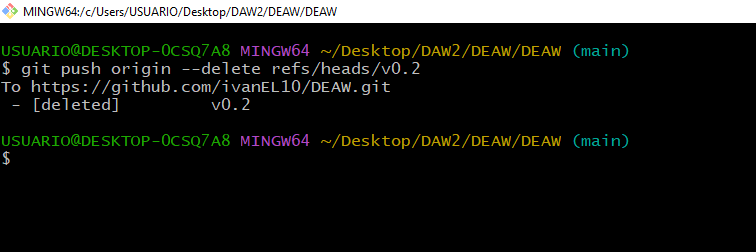 MINGW64:/c/Users/USUARIO/Desktop/DAW2/DEAW/DEAW
USUARIO@DESKTOP-0CSQ7A8 MINGW64 ~/Desktop/DAW2/DEAW/DEAW (main)
$ git push origin --delete refs/heads/v0.2
To https://github.com/ivanEL10/DEAW.git
 - [deleted]         v0.2
USUARIO@DESKTOP-0CSQ7A8 MINGW64 ~/Desktop/DAW2/DEAW/DEAW (main)
$